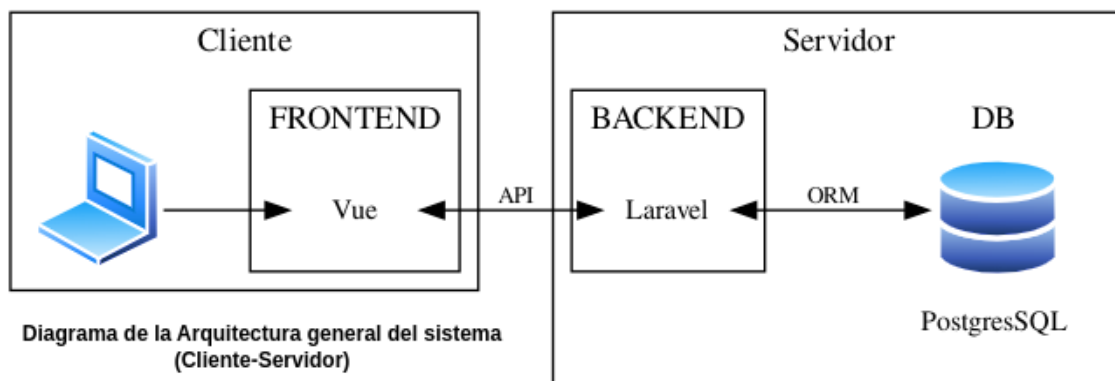 Cliente
FRONTEND
Vue
API
Servidor
BACKEND
Laravel
ORM
DB
PostgresSQL
Diagrama de la Arquitectura general del sistema
(Cliente-Servidor)